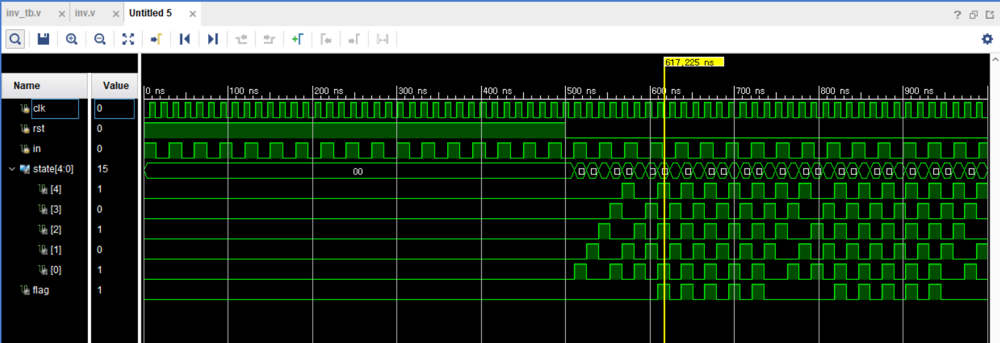 inv_tb.v × inv.v × Untitled 5 ×
?
617,225 ns
Name Value
0 ns 100 ns 200 ns 300 ns 400 ns 500 ns 600 ns 700 ns 800 ns 900 ns
clk 0
rst 0
in 0
state[4:0] 15 00
[4] 1
[3] 0
[2] 1
[1] 0
[0] 1
flag 1